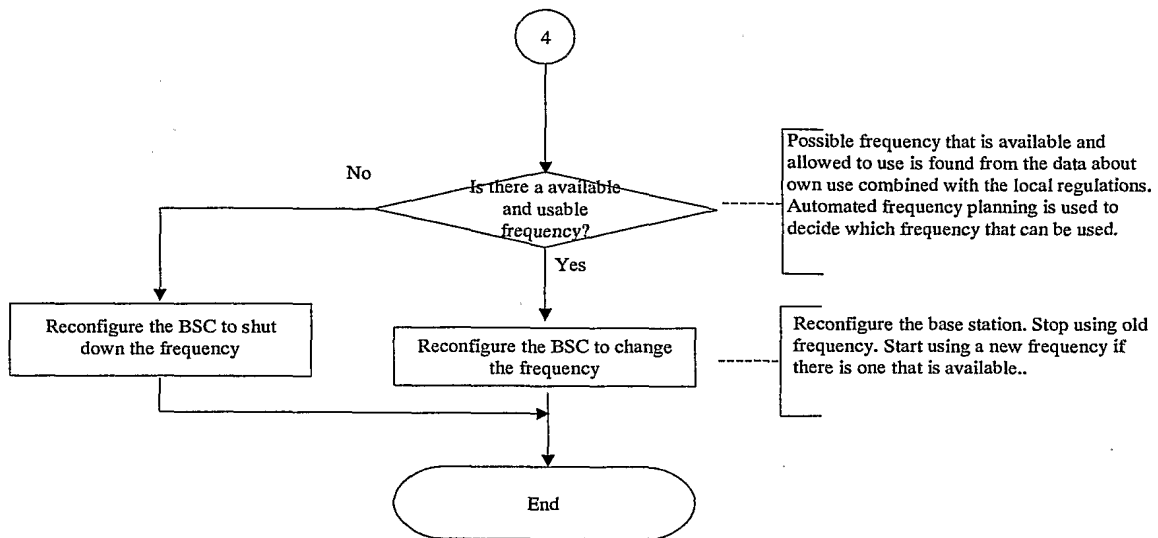 4
Possible frequency that is available and
allowed to use is found from the data about
own use combined with the local regulations.
Automated frequency planning is used to
decide which frequency that can be used.
No
Is there a available
and usable
frequency?
Yes
Reconfigure the BSC to shut
down the frequency
Reconfigure the BSC to change
the frequency
Reconfigure the base station. Stop using old
frequency. Start using a new frequency if
there is one that is available..
End